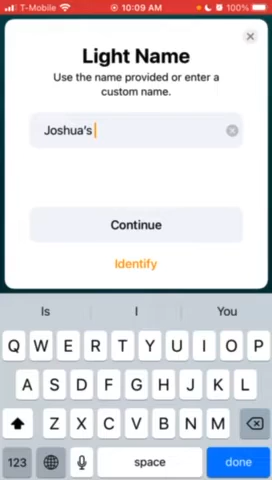 T-Mobile 10:09 AM 100%
Light Name
Use the name provided or enter a
custom name.
Joshua's
Continue
Identify
Is I You
Q W E R T Y U I O P
A S D F G H J K L
Z X C V B N M
123 space done